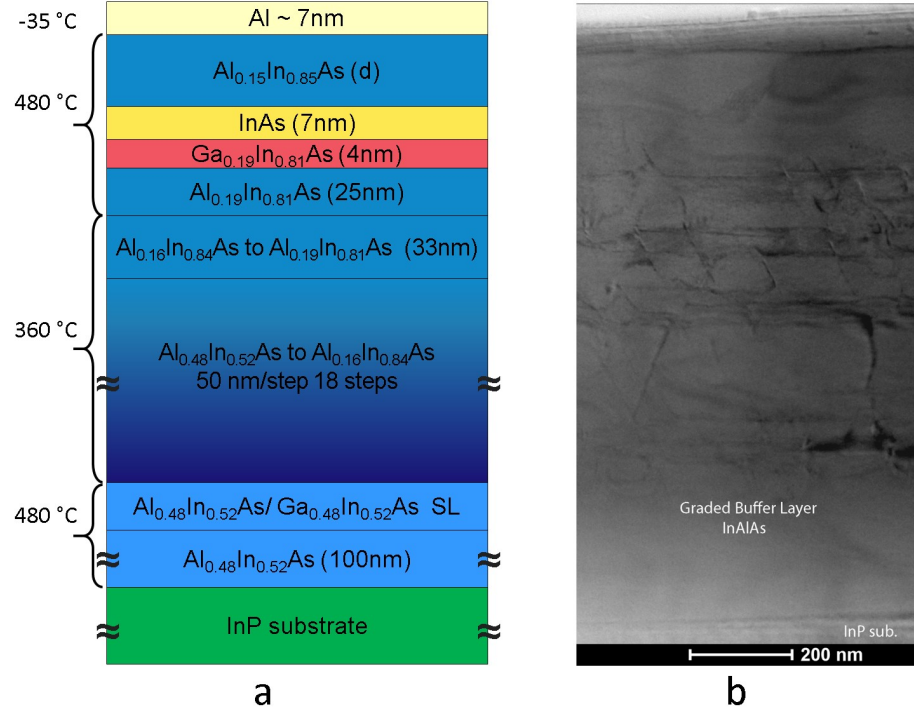 -35 °C
Al ~ 7nm
480 °C
Al₀.₁₅In₀.₈₅As (d)
InAs (7nm)
Ga₀.₁₉In₀.₈₁As (4nm)
Al₀.₁₉In₀.₈₁As (25nm)
360 °C
Al₀.₁₆In₀.₈₄As to Al₀.₁₉In₀.₈₁As (33nm)
Al₀.₄₈In₀.₅₂As to Al₀.₁₆In₀.₈₄As
50 nm/step 18 steps
480 °C
Al₀.₄₈In₀.₅₂As/ Ga₀.₄₈In₀.₅₂As SL
Al₀.₄₈In₀.₅₂As (100nm)
InP substrate
a
Graded Buffer Layer
InAlAs
InP sub.
200 nm
b